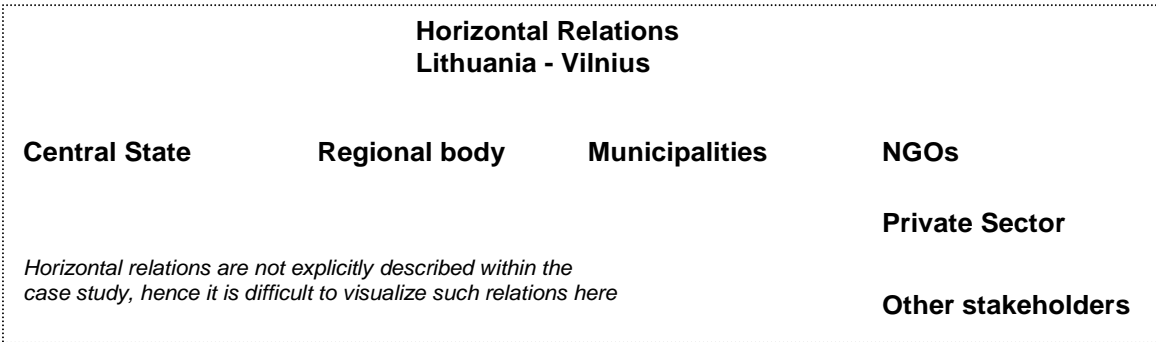 Horizontal Relations
Lithuania - Vilnius
Central State Regional body Municipalities NGOs
Private Sector
Horizontal relations are not explicitly described within the
case study, hence it is difficult to visualize such relations here
Other stakeholders